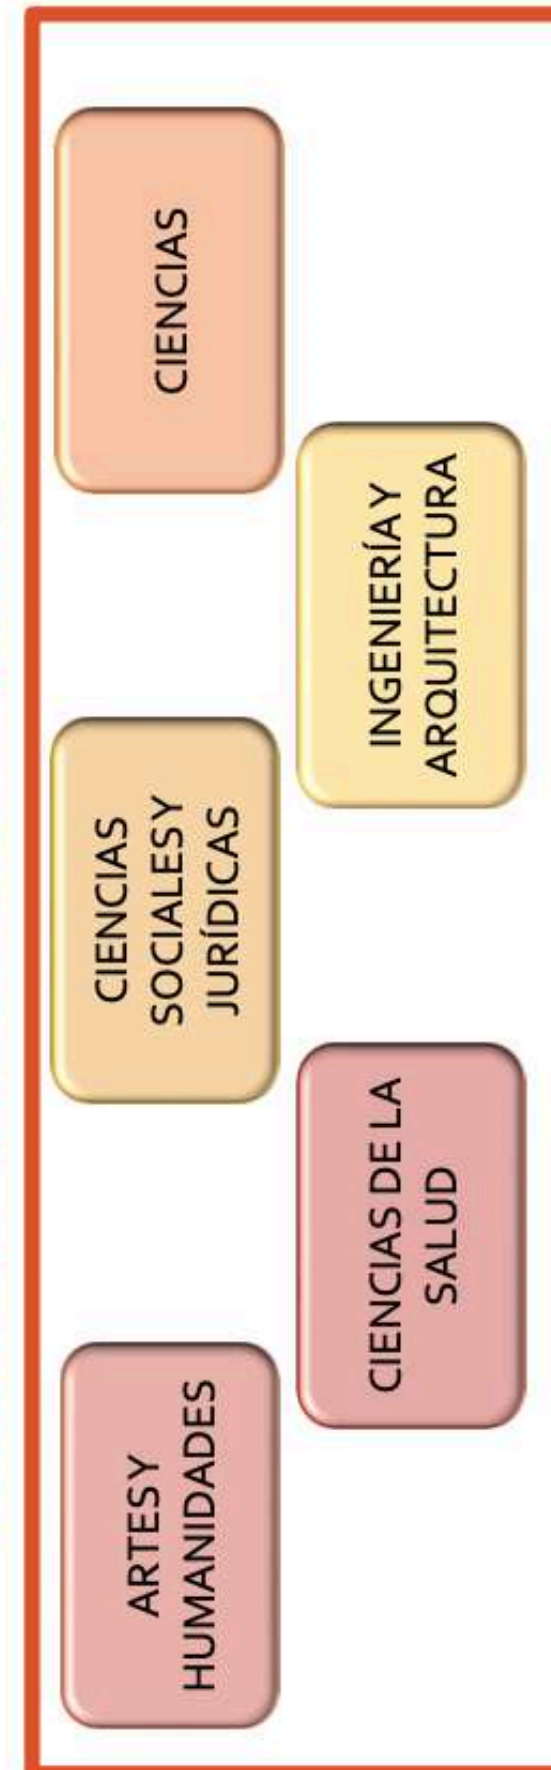 ARTES Y
HUMANIDADES
CIENCIAS
SOCIALES Y
JURÍDICAS
CIENCIAS
CIENCIAS DE LA
SALUD
INGENIERÍA Y
ARQUITECTURA